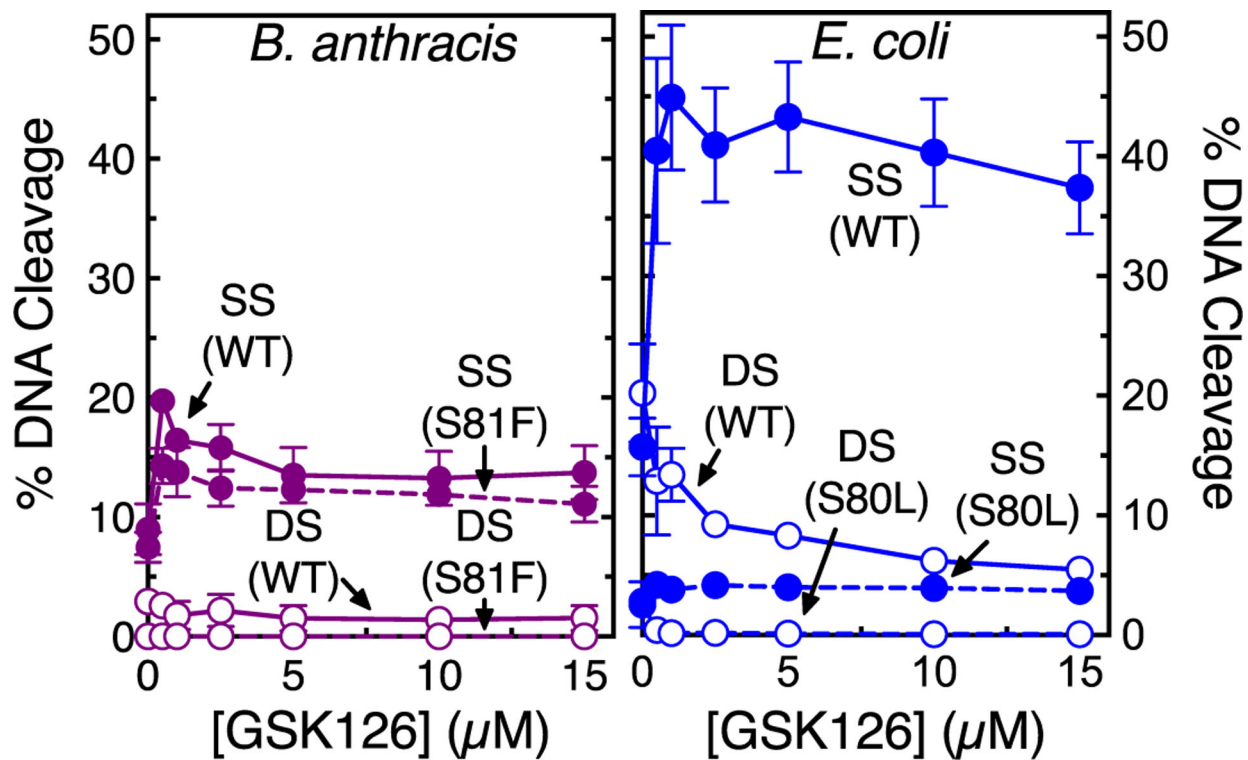 B. anthracis
50
40
30
20
10
0
% DNA Cleavage
SS
(WT)
SS
(S81F)
DS
(WT)
DS
(S81F)
0 5 10 15
[GSK126] (µM)
E. coli
SS
(WT)
DS
(WT)
DS
(S80L)
SS
(S80L)
50
40
30
20
10
0
% DNA Cleavage
0 5 10 15
[GSK126] (µM)